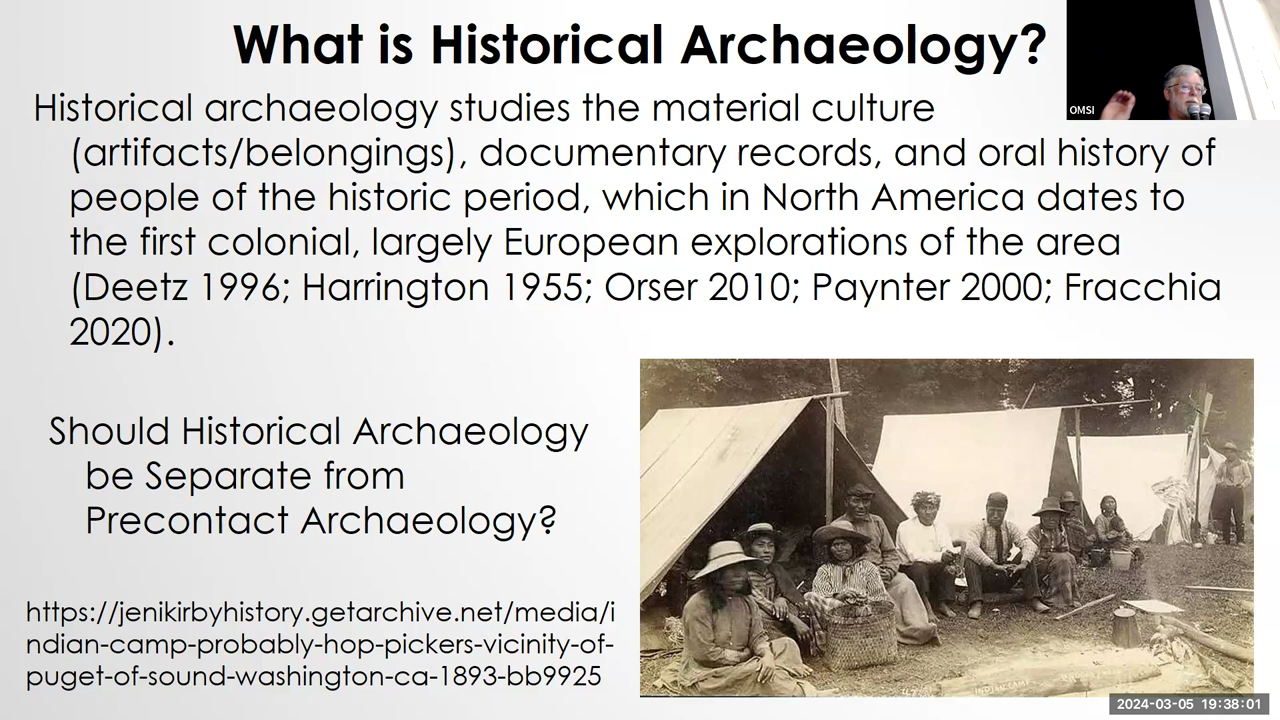 What is Historical Archaeology?
OMSI
Historical archaeology studies the material culture
(artifacts/belongings), documentary records, and oral history of
people of the historic period, which in North America dates to
the first colonial, largely European explorations of the area
(Deetz 1996; Harrington 1955; Orser 2010; Paynter 2000; Fracchia
2020).
Should Historical Archaeology
be Separate from
Precontact Archaeology?
https://jenikirbyhistory.getarchive.net/media/i
ndian-camp-probably-hop-pickers-vicinity-of-
puget-of-sound-washington-ca-1893-bb9925
INDIAN CAMP
2024-03-05 19:38:01